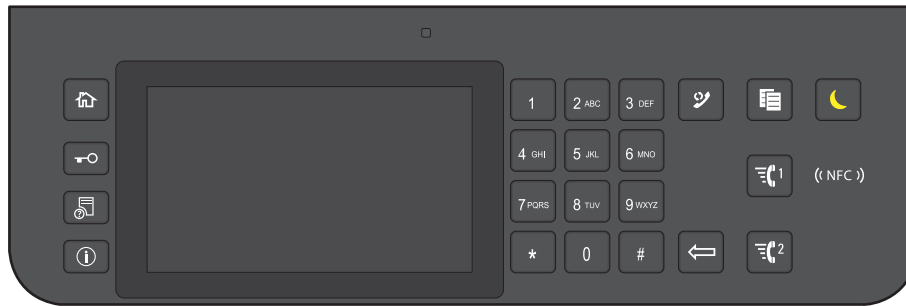 1 2 ABC 3 DEF
4 GHI 5 JKL 6 MNO
1 ((NFC))
7 PQRS 8 TUV 9 WXYZ
* 0 # 2